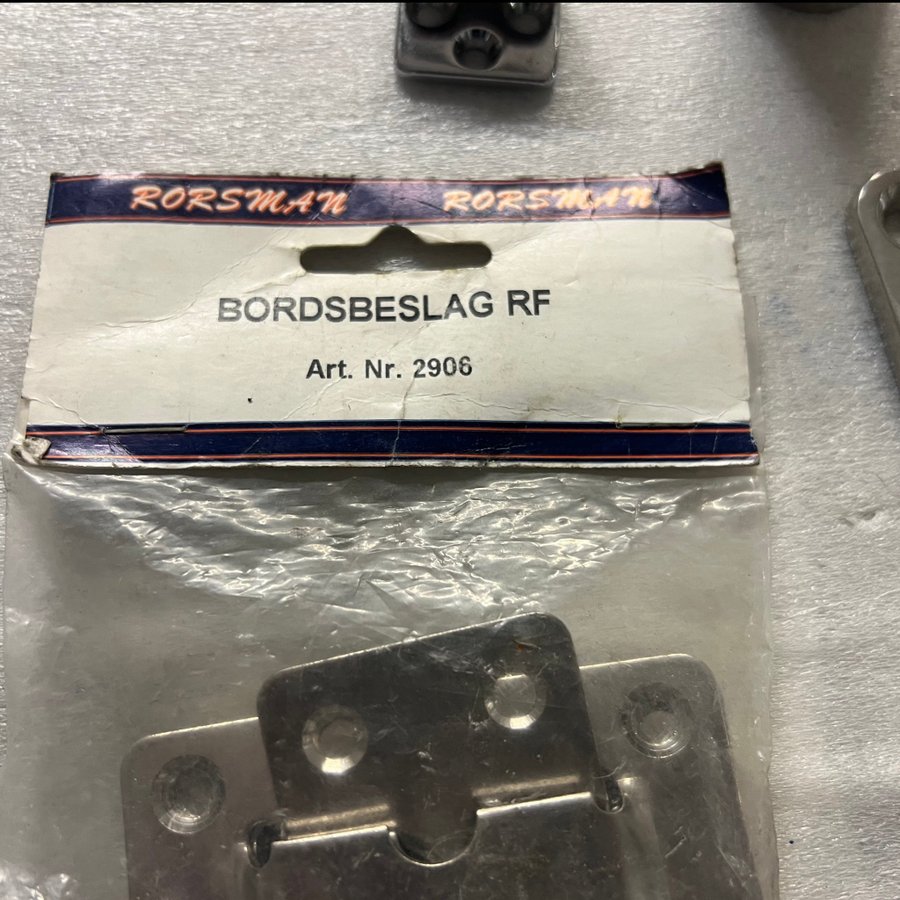 RORSMAN RORSMAN
BORDSBESLAG RF
Art. Nr. 2906